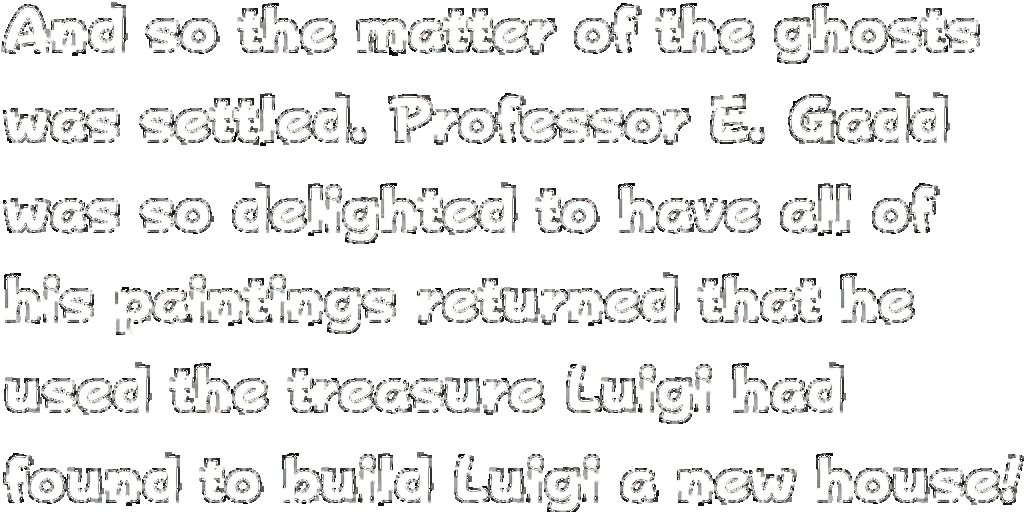 And so the matter of the ghosts
was settled. Professor E. Gadd
was so delighted to have all of
his paintings returned that he
used the treasure Luigi had
found to build Luigi a new house!